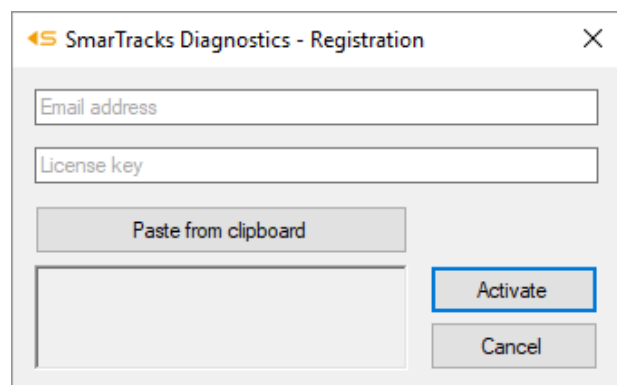 SmarTracks Diagnostics - Registration
Email address
License key
Paste from clipboard
Activate
Cancel